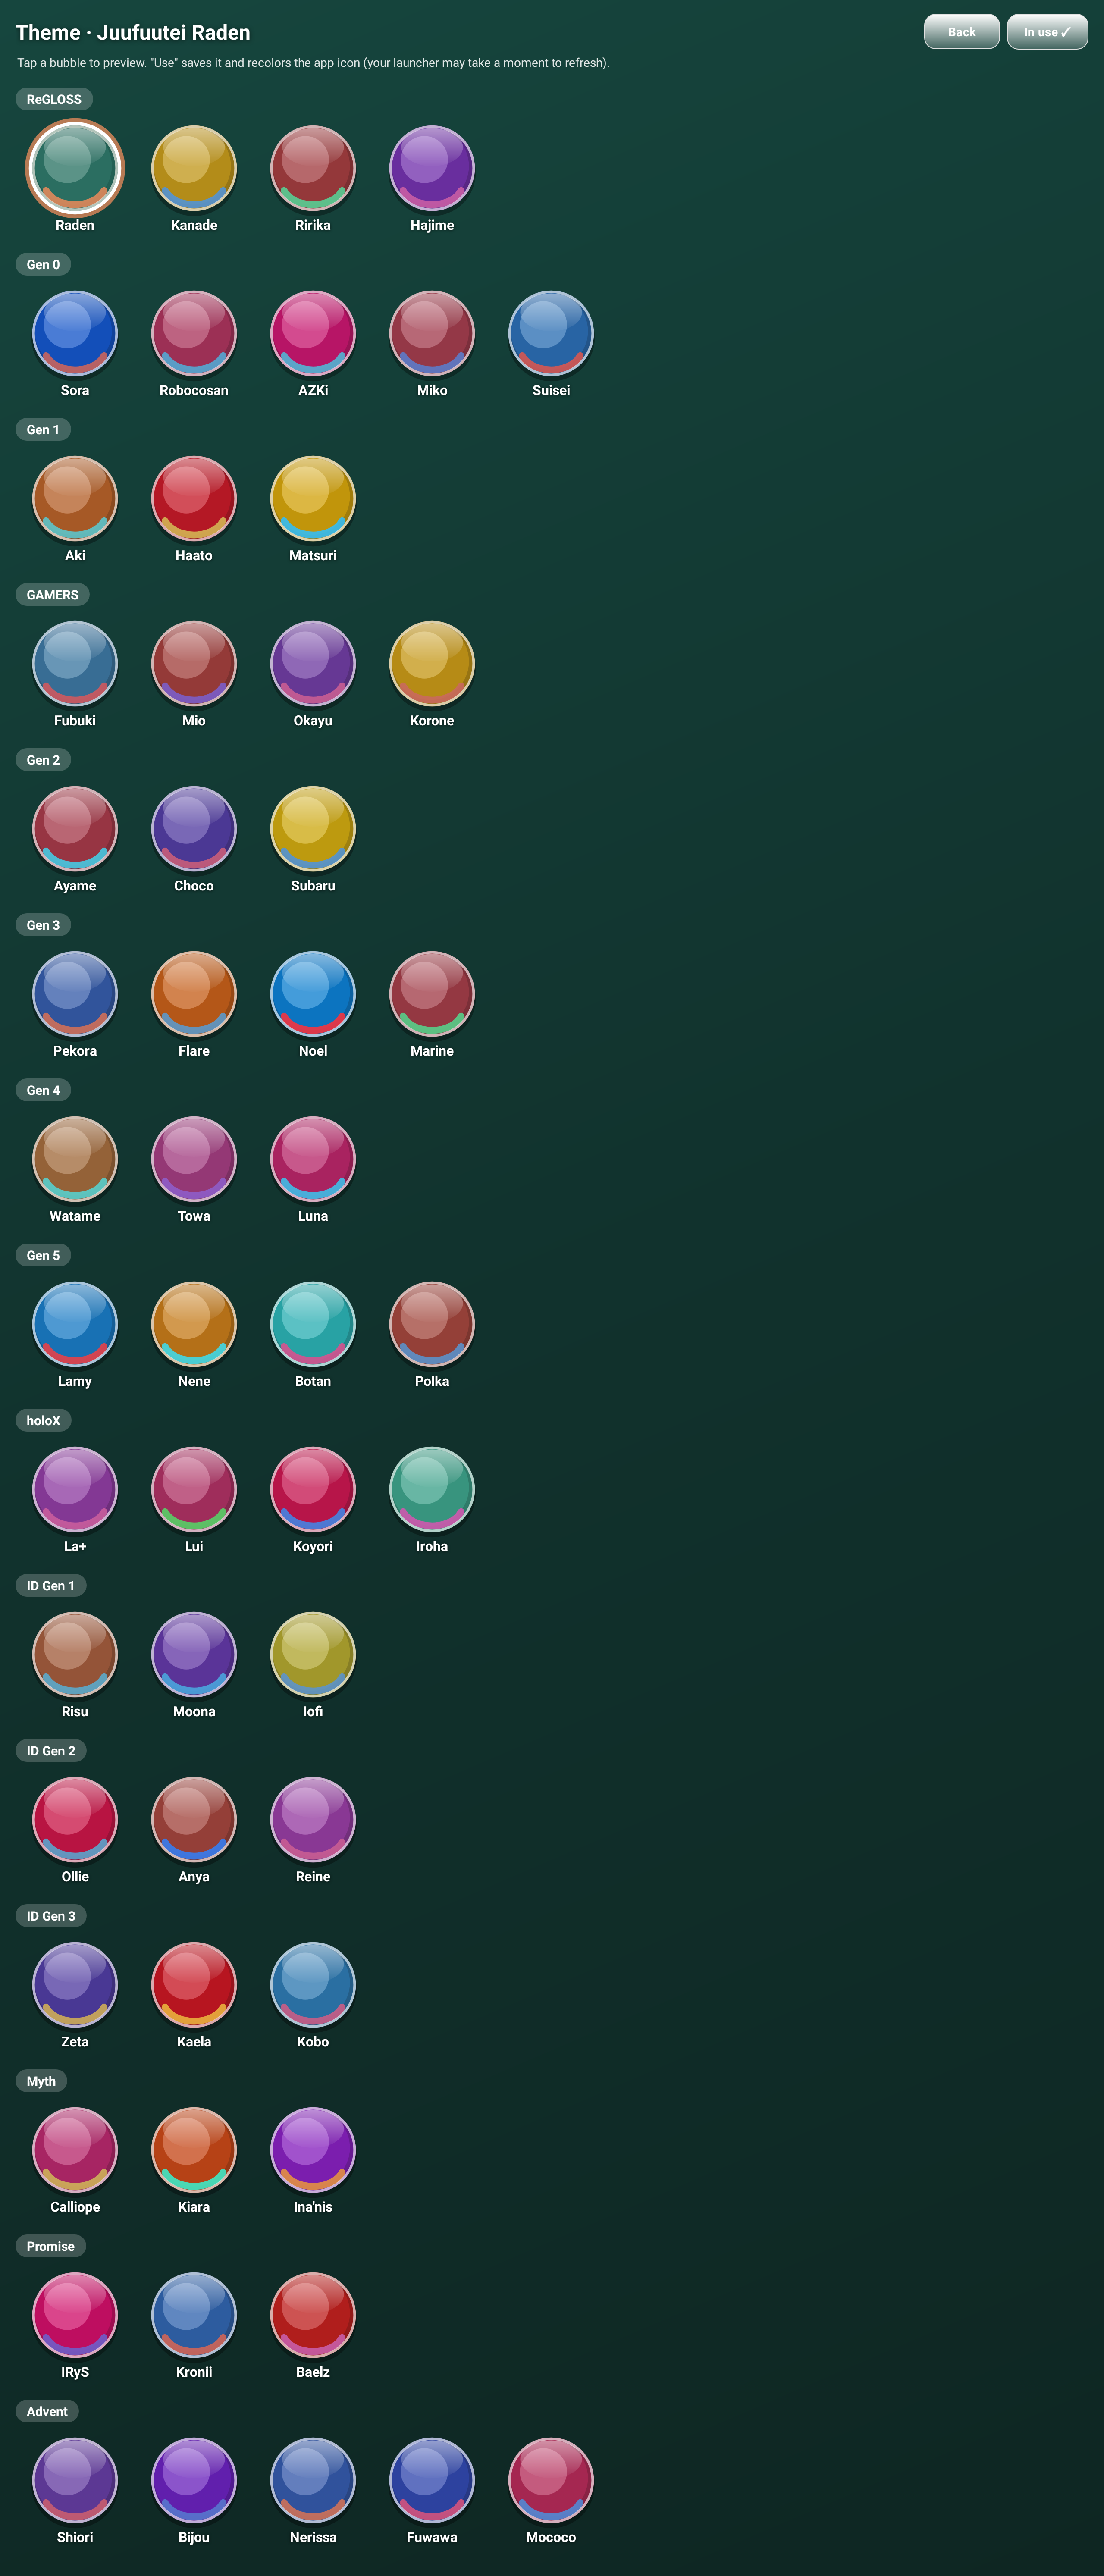 Theme · Juufuutei Raden
Back
In use ✓
Tap a bubble to preview. "Use" saves it and recolors the app icon (your launcher may take a moment to refresh).
ReGLOSS
Raden Kanade Ririka Hajime
Gen 0
Sora Robocosan AZKi Miko Suisei
Gen 1
Aki Haato Matsuri
GAMERS
Fubuki Mio Okayu Korone
Gen 2
Ayame Choco Subaru
Gen 3
Pekora Flare Noel Marine
Gen 4
Watame Towa Luna
Gen 5
Lamy Nene Botan Polka
holoX
La+ Lui Koyori Iroha
ID Gen 1
Risu Moona Iofi
ID Gen 2
Ollie Anya Reine
ID Gen 3
Zeta Kaela Kobo
Myth
Calliope Kiara Ina'nis
Promise
IRyS Kronii Baelz
Advent
Shiori Bijou Nerissa Fuwawa Mococo